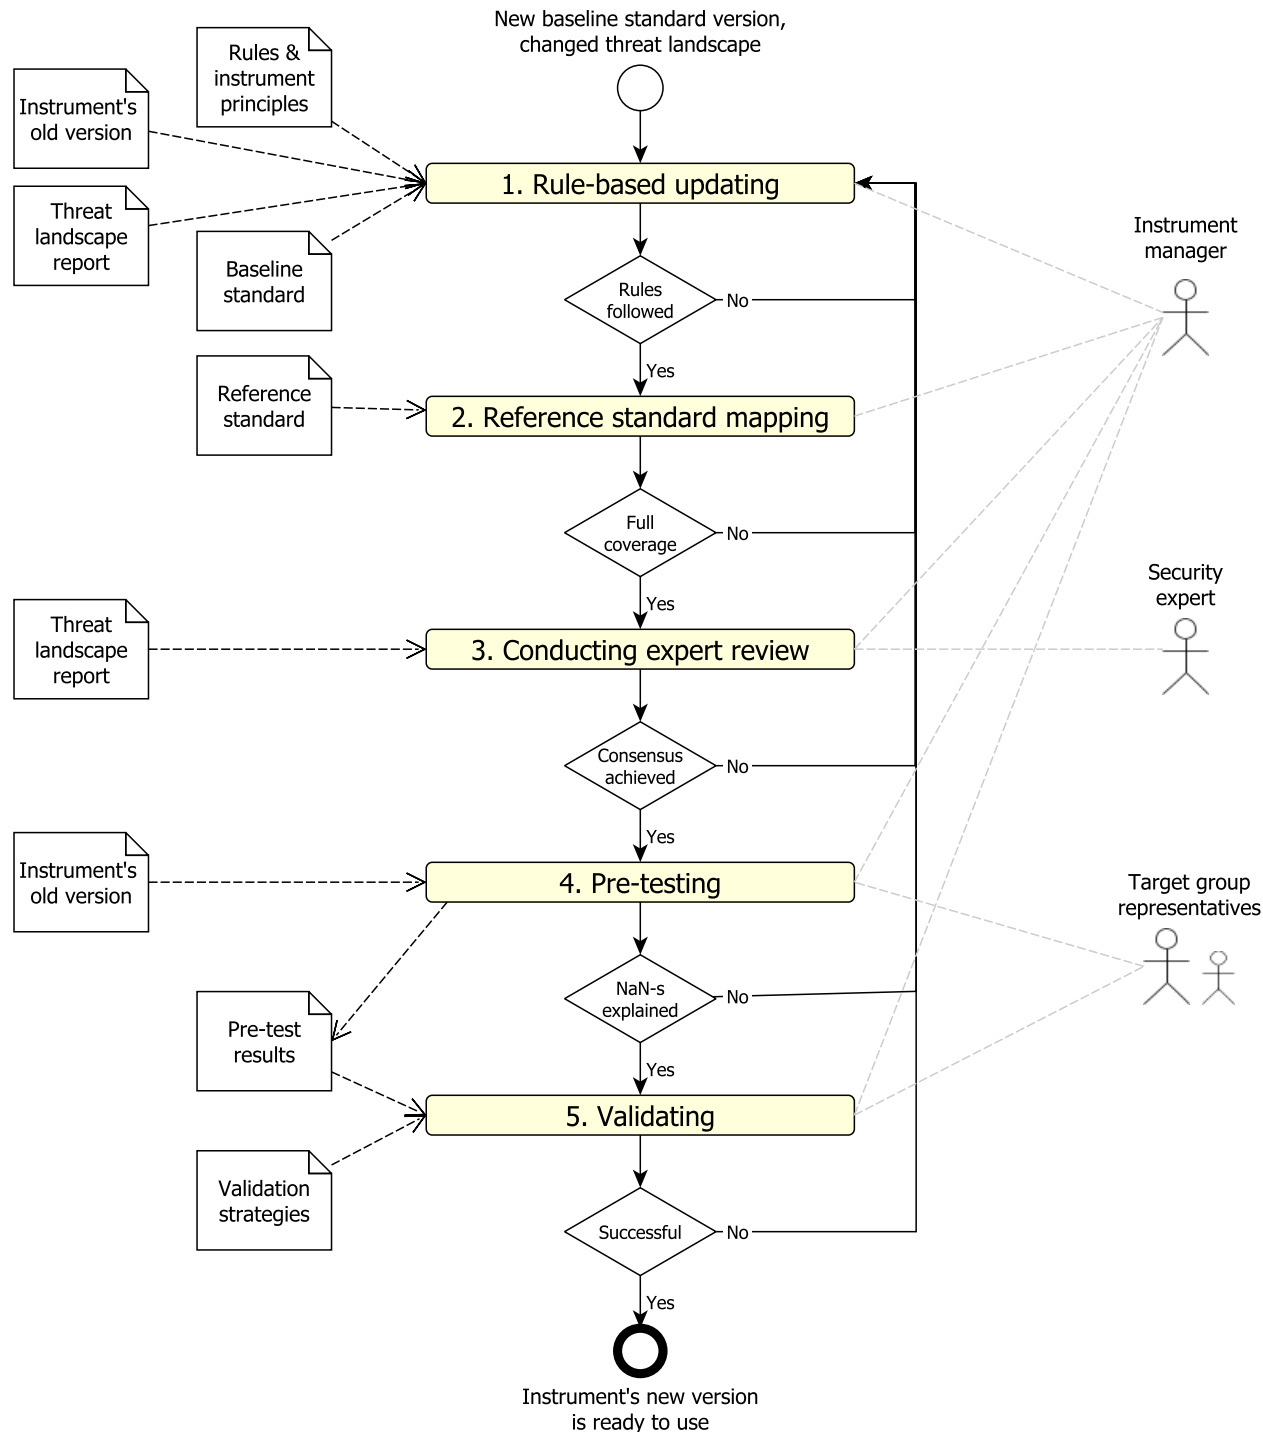 New baseline standard version,
changed threat landscape
Rules &
instrument
principles
Instrument's
old version
1. Rule-based updating
Threat
landscape
report
Baseline
standard
Instrument
manager
Rules
followed
No
Yes
Reference
standard
2. Reference standard mapping
Full
coverage
No
Yes
Security
expert
Threat
landscape
report
3. Conducting expert review
Consensus
achieved
No
Yes
Instrument's
old version
4. Pre-testing
Target group
representatives
NaN-s
explained
No
Pre-test
results
Yes
5. Validating
Validation
strategies
Successful
No
Yes
Instrument's new version
is ready to use